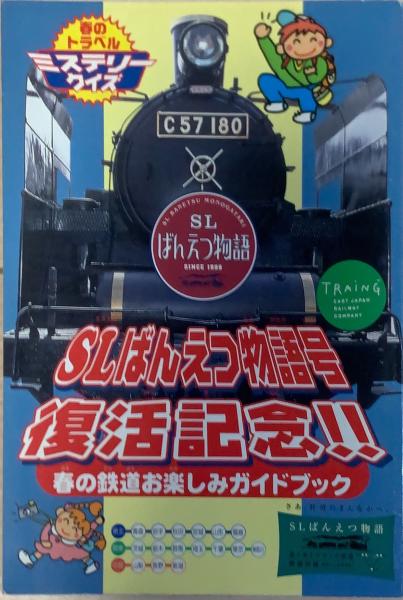 春のトラベル
ミステリー
クイズ
C57 180
SL BANETSU MONOGATARI
SL
ばんえつ物語
SINCE 1999
TRAiNG
EAST JAPAN
RAILWAY
COMPANY
SLばんえつ物語号
復活記念!!
春の鉄道お楽しみガイドブック
SLばんえつ物語